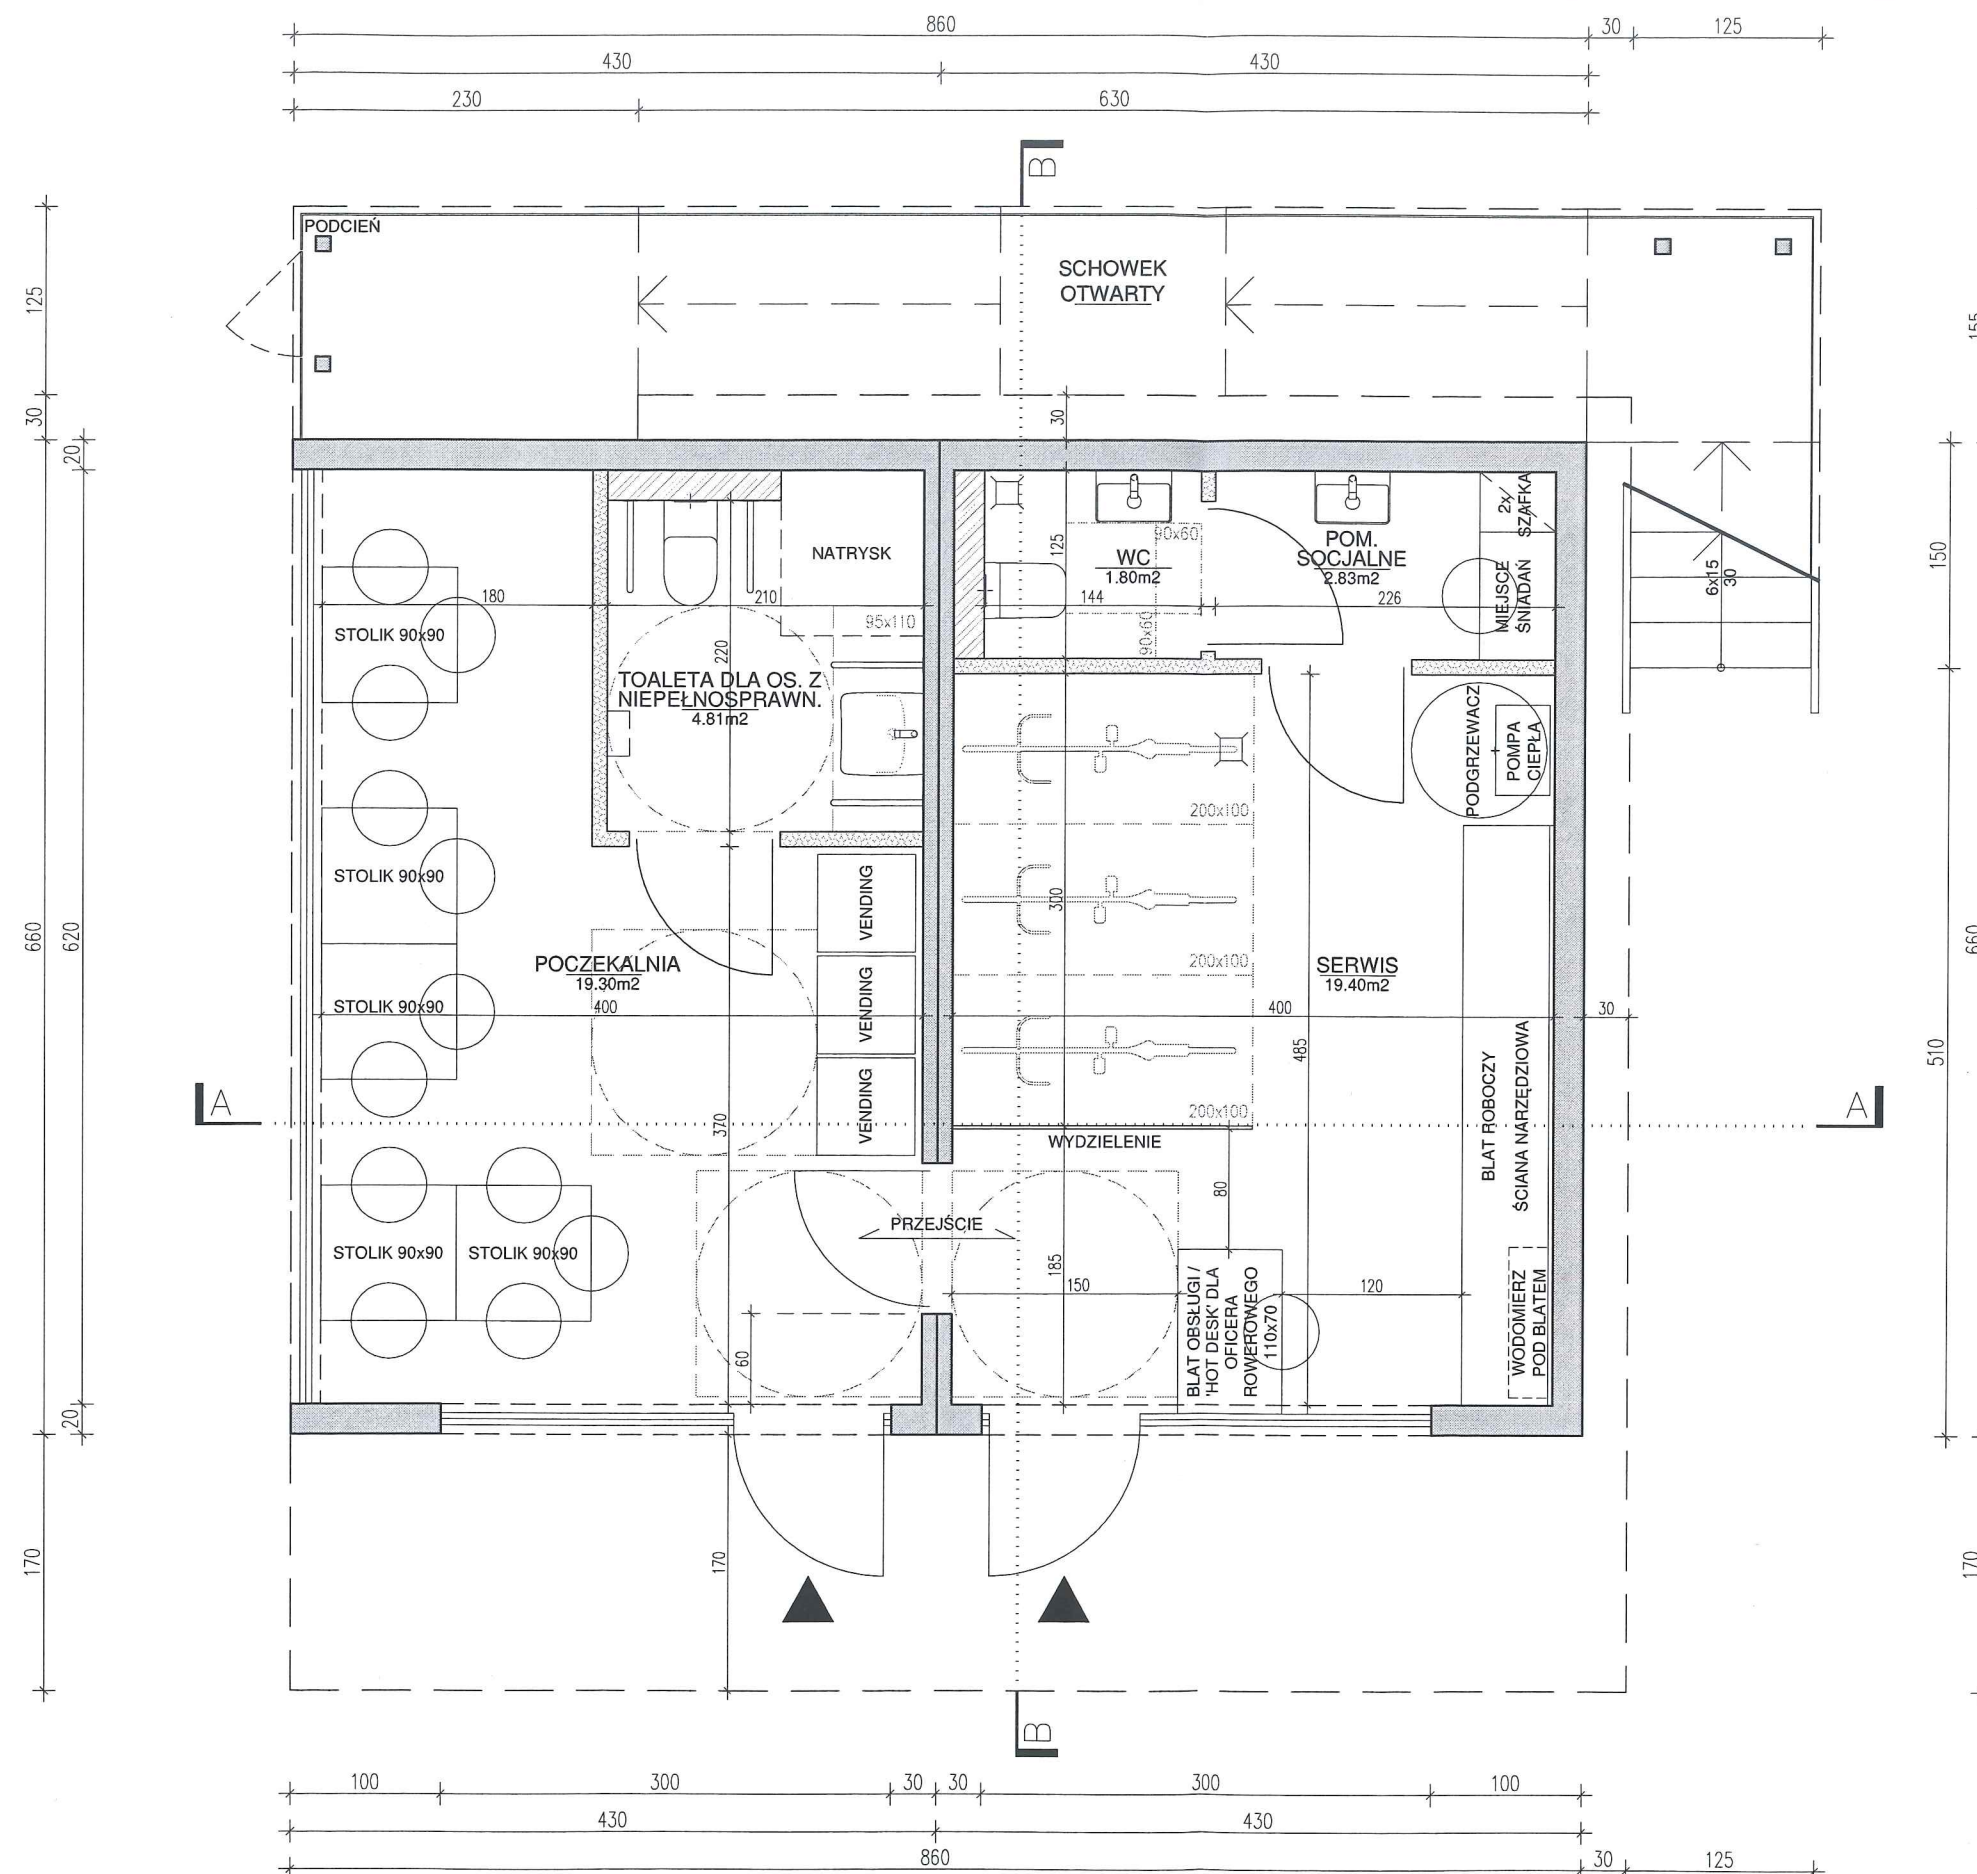 860
30
125
430
430
230
630
B
PODCIEŃ
SCHOWEK
OTWARTY
125
155
30
30
20
NATRYSK
90x60
125
WC
1.80m2
POM.
SOCJALNE
2.83m2
2x
SZAFKA
MIEJSCE
ŚNIADAŃ
6x15
30
150
180
210
144
226
STOLIK 90x90
95x110
90x60
220
TOALETA DLA OS. Z
NIEPEŁNOSPRAWN.
4.81m2
PODGRZEWACZ
POMPA
CIEPŁA
200x100
STOLIK 90x90
VENDING
300
660
620
POCZEKALNIA
19.30m2
VENDING
200x100
SERWIS
19.40m2
660
STOLIK 90x90
400
400
30
485
510
BLAT ROBOCZY
ŚCIANA NARZĘDZIOWA
A
VENDING
200x100
A
370
WYDZIELENIE
80
PRZEJŚCIE
STOLIK 90x90
STOLIK 90x90
185
150
120
BLAT OBSŁUGI /
'HOT DESK' DLA
OFICERA
ROWEROWEGO
110x70
WODOMIERZ
POD BLATEM
60
20
170
170
170
B
100
300
30
30
300
100
430
430
860
30
125